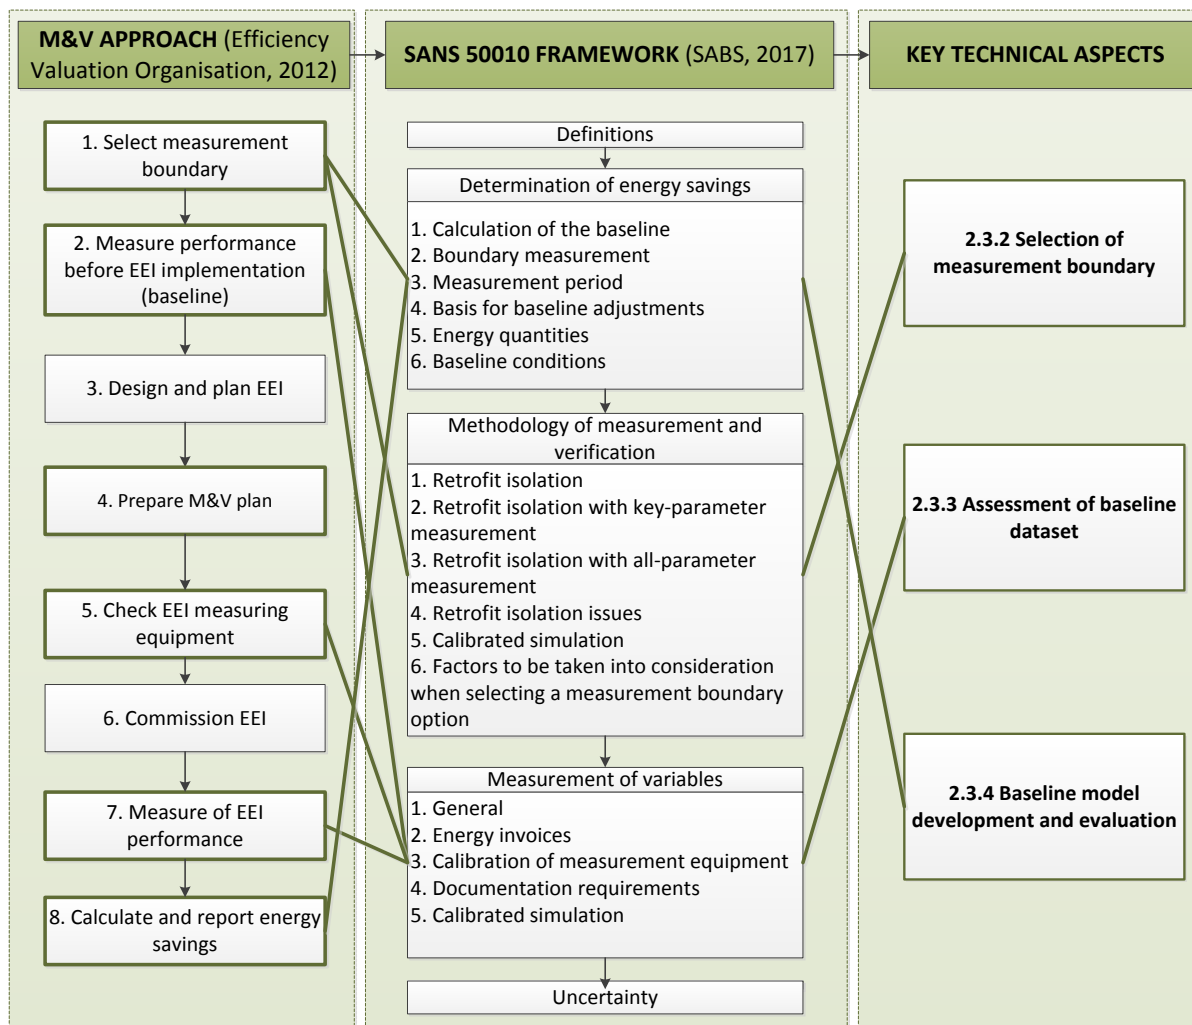 M&V APPROACH (Efficiency
Valuation Organisation, 2012)
1. Select measurement
boundary
2. Measure performance
before EEI implementation
(baseline)
3. Design and plan EEI
4. Prepare M&V plan
5. Check EEI measuring
equipment
6. Commission EEI
7. Measure of EEI
performance
8. Calculate and report energy
savings
SANS 50010 FRAMEWORK (SABS, 2017)
Definitions
Determination of energy savings
1. Calculation of the baseline
2. Boundary measurement
3. Measurement period
4. Basis for baseline adjustments
5. Energy quantities
6. Baseline conditions
Methodology of measurement and
verification
1. Retrofit isolation
2. Retrofit isolation with key-parameter
measurement
3. Retrofit isolation with all-parameter
measurement
4. Retrofit isolation issues
5. Calibrated simulation
6. Factors to be taken into consideration
when selecting a measurement boundary
option
Measurement of variables
1. General
2. Energy invoices
3. Calibration of measurement equipment
4. Documentation requirements
5. Calibrated simulation
Uncertainty
KEY TECHNICAL ASPECTS
2.3.2 Selection of
measurement boundary
2.3.3 Assessment of baseline
dataset
2.3.4 Baseline model
development and evaluation